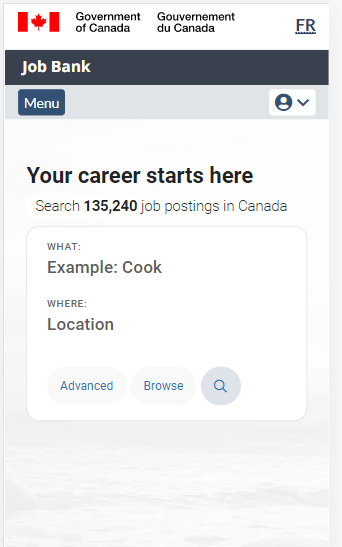 Government of Canada
Gouvernement du Canada
FR
Job Bank
Menu
Your career starts here
Search 135,240 job postings in Canada
WHAT:
Example: Cook
WHERE:
Location
Advanced
Browse